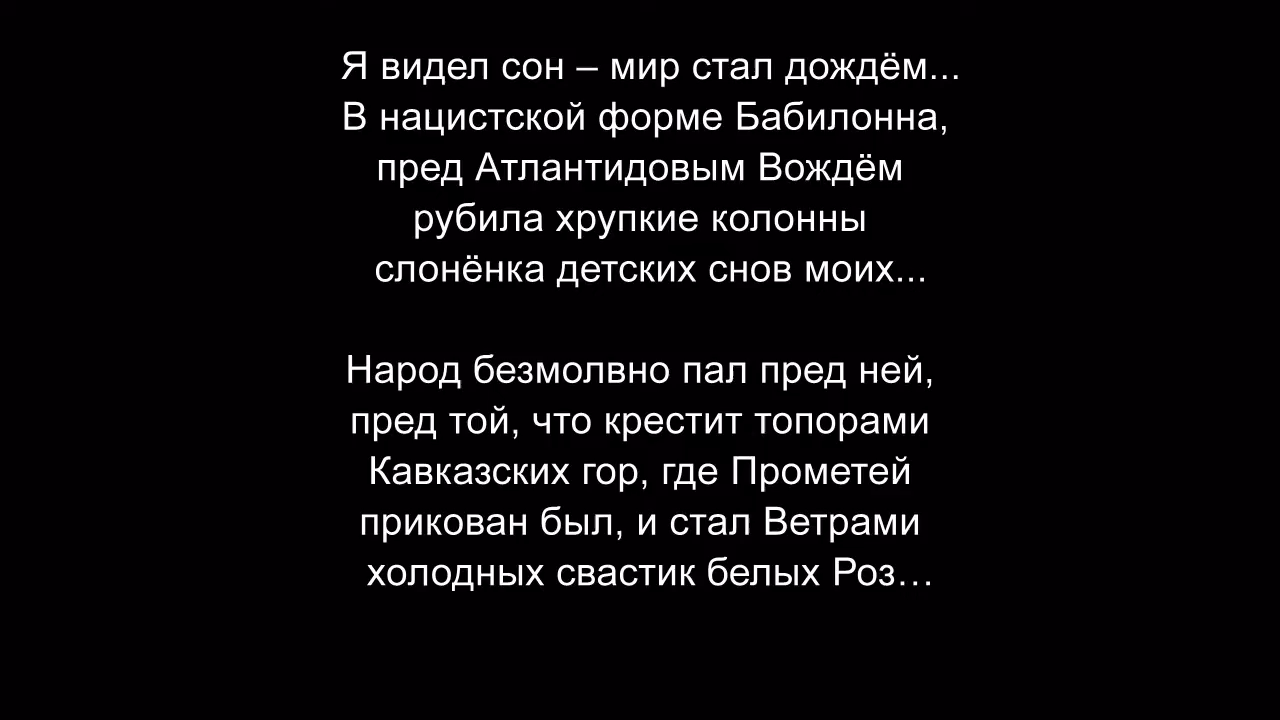 Я видел сон – мир стал дождём...
В нацистской форме Бабилонна,
пред Атлантидовым Вождём
рубила хрупкие колонны
слонёнка детских снов моих...
Народ безмолвно пал пред ней,
пред той, что крестит топорами
Кавказских гор, где Прометей
прикован был, и стал Ветрами
холодных свастик белых Роз…